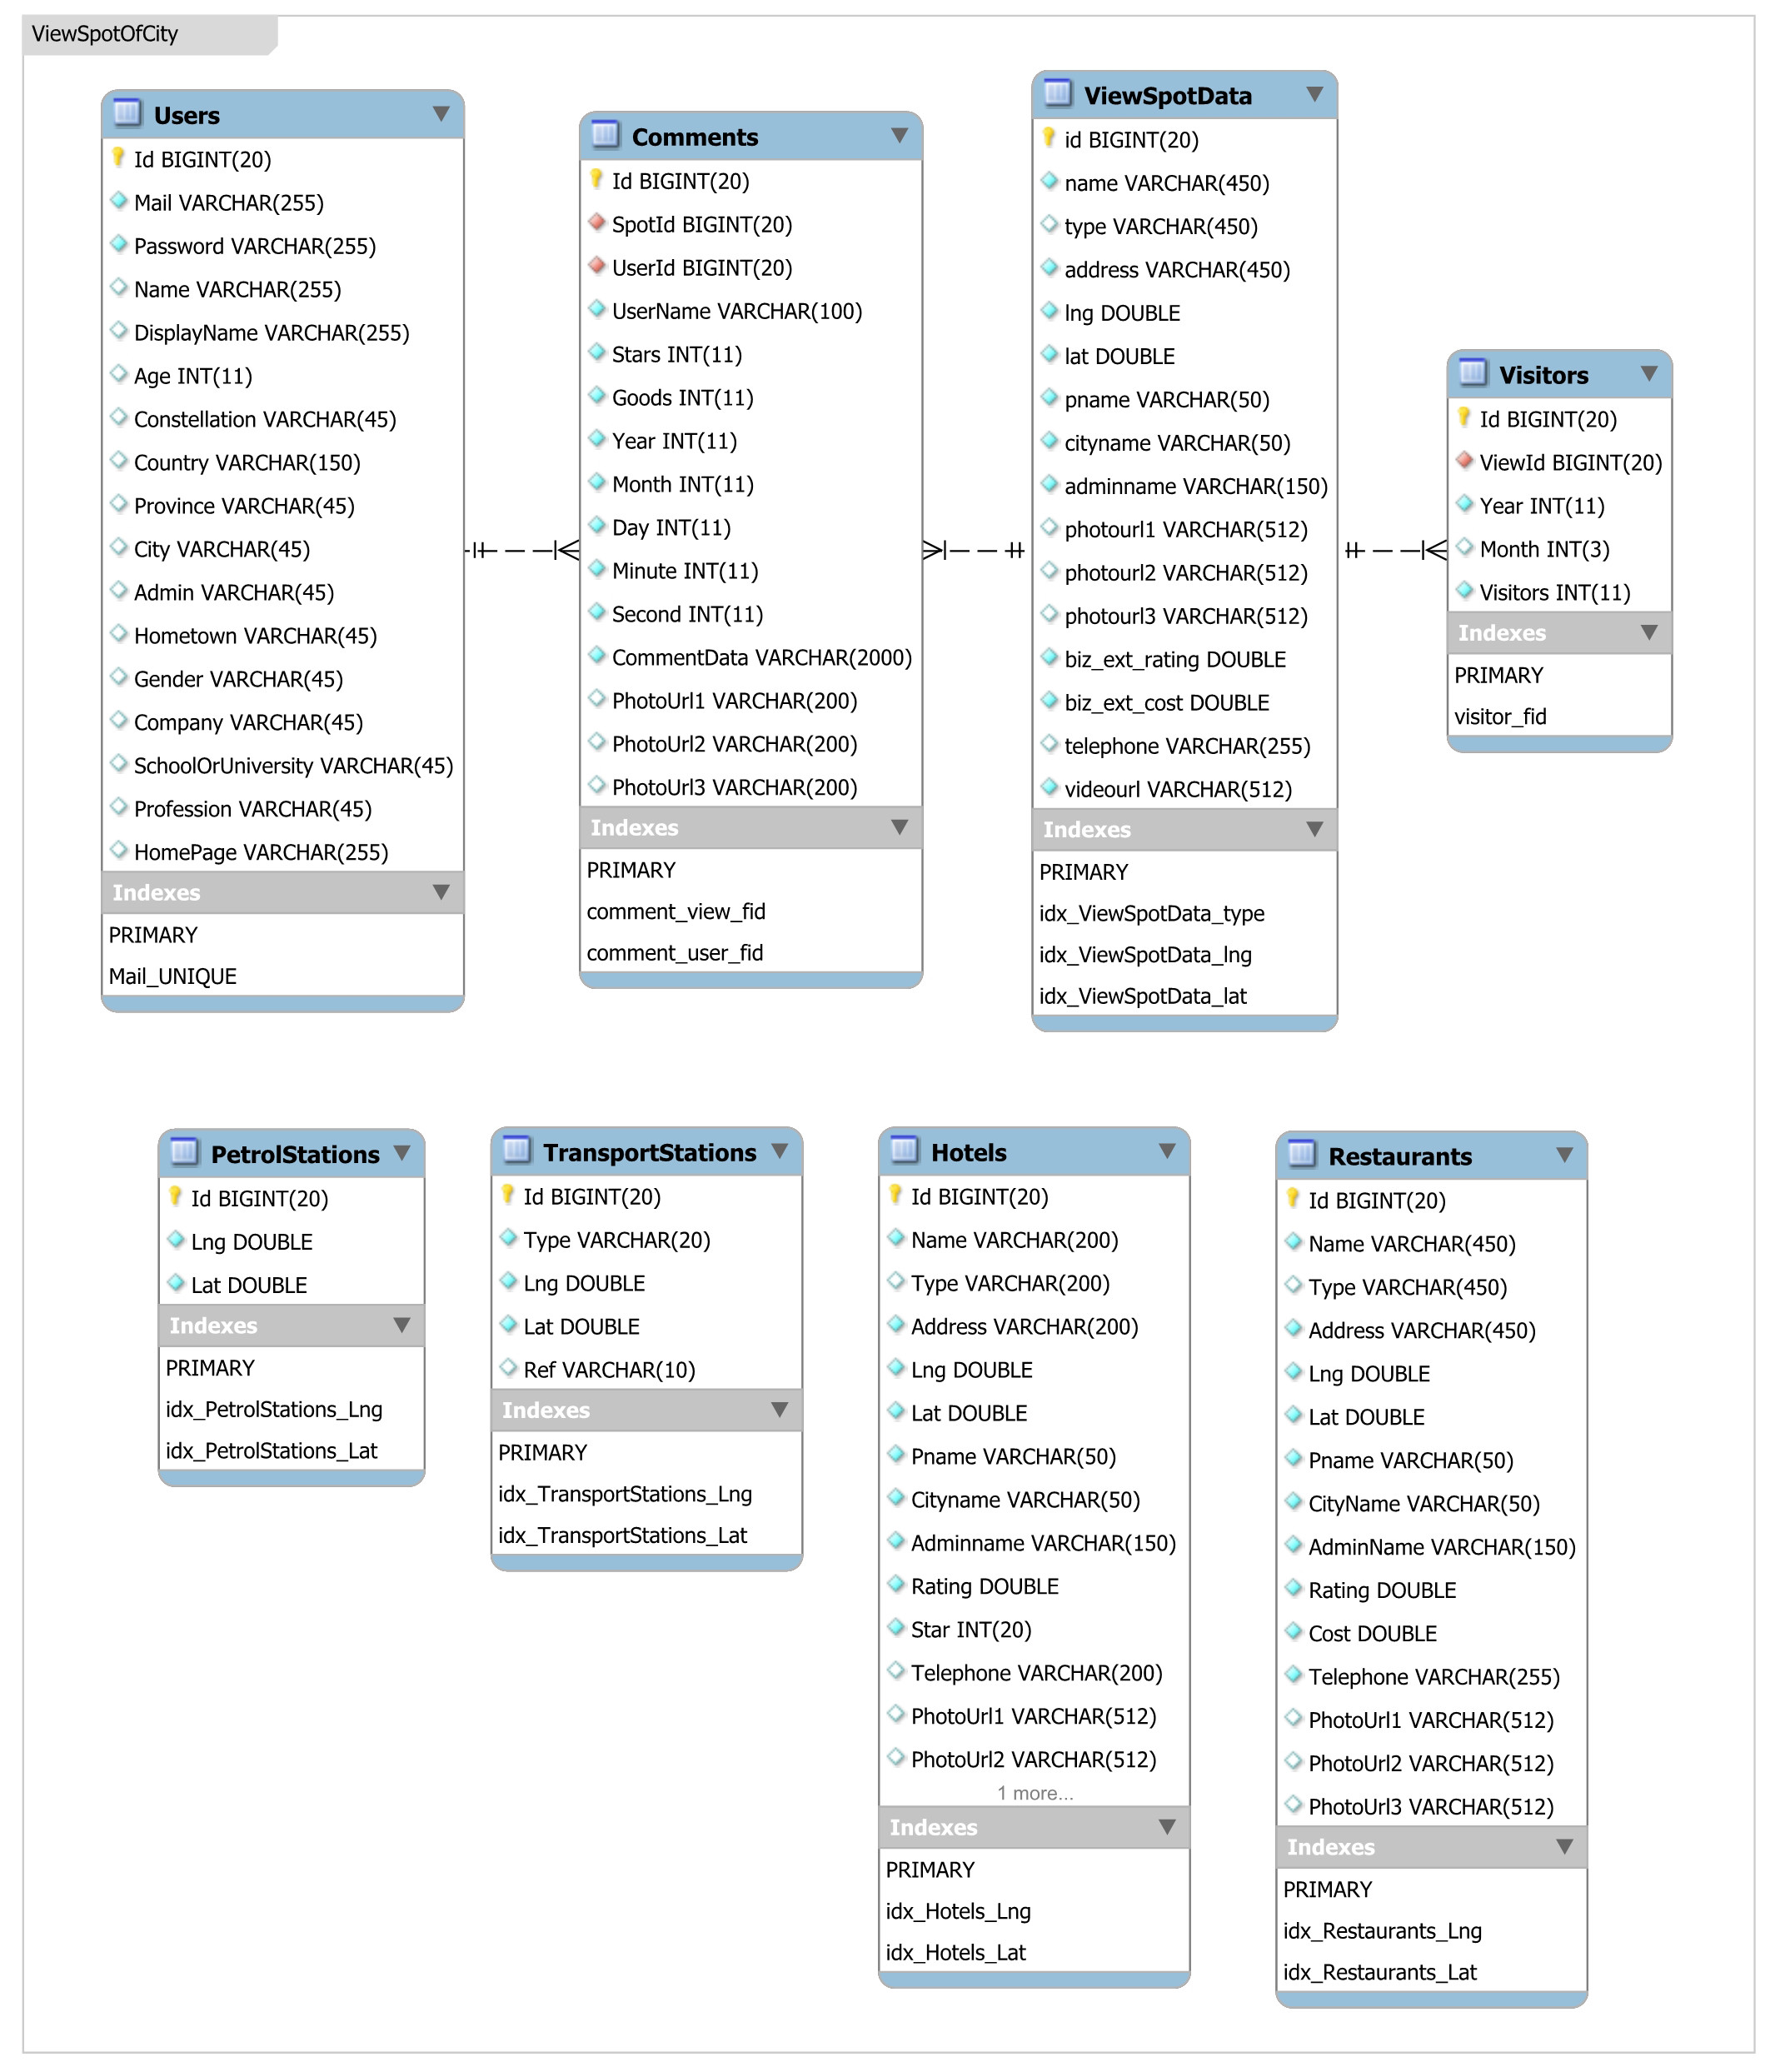 ViewSpotOfCity
Users
Id BIGINT(20)
Mail VARCHAR(255)
Password VARCHAR(255)
Name VARCHAR(255)
DisplayName VARCHAR(255)
Age INT(11)
Constellation VARCHAR(45)
Country VARCHAR(150)
Province VARCHAR(45)
City VARCHAR(45)
Admin VARCHAR(45)
Hometown VARCHAR(45)
Gender VARCHAR(45)
Company VARCHAR(45)
SchoolOrUniversity VARCHAR(45)
Profession VARCHAR(45)
HomePage VARCHAR(255)
Indexes
PRIMARY
Mail_UNIQUE
Comments
Id BIGINT(20)
SpotId BIGINT(20)
UserId BIGINT(20)
UserName VARCHAR(100)
Stars INT(11)
Goods INT(11)
Year INT(11)
Month INT(11)
Day INT(11)
Minute INT(11)
Second INT(11)
CommentData VARCHAR(2000)
PhotoUrl1 VARCHAR(200)
PhotoUrl2 VARCHAR(200)
PhotoUrl3 VARCHAR(200)
Indexes
PRIMARY
comment_view_fid
comment_user_fid
ViewSpotData
id BIGINT(20)
name VARCHAR(450)
type VARCHAR(450)
address VARCHAR(450)
lng DOUBLE
lat DOUBLE
pname VARCHAR(50)
cityname VARCHAR(50)
adminname VARCHAR(150)
photourl1 VARCHAR(512)
photourl2 VARCHAR(512)
photourl3 VARCHAR(512)
biz_ext_rating DOUBLE
biz_ext_cost DOUBLE
telephone VARCHAR(255)
videourl VARCHAR(512)
Indexes
PRIMARY
idx_ViewSpotData_type
idx_ViewSpotData_lng
idx_ViewSpotData_lat
Visitors
Id BIGINT(20)
ViewId BIGINT(20)
Year INT(11)
Month INT(3)
Visitors INT(11)
Indexes
PRIMARY
visitor_fid
PetrolStations
Id BIGINT(20)
Lng DOUBLE
Lat DOUBLE
Indexes
PRIMARY
idx_PetrolStations_Lng
idx_PetrolStations_Lat
TransportStations
Id BIGINT(20)
Type VARCHAR(20)
Lng DOUBLE
Lat DOUBLE
Ref VARCHAR(10)
Indexes
PRIMARY
idx_TransportStations_Lng
idx_TransportStations_Lat
Hotels
Id BIGINT(20)
Name VARCHAR(200)
Type VARCHAR(200)
Address VARCHAR(200)
Lng DOUBLE
Lat DOUBLE
Pname VARCHAR(50)
Cityname VARCHAR(50)
Adminname VARCHAR(150)
Rating DOUBLE
Star INT(20)
Telephone VARCHAR(200)
PhotoUrl1 VARCHAR(512)
PhotoUrl2 VARCHAR(512)
1 more...
Indexes
PRIMARY
idx_Hotels_Lng
idx_Hotels_Lat
Restaurants
Id BIGINT(20)
Name VARCHAR(450)
Type VARCHAR(450)
Address VARCHAR(450)
Lng DOUBLE
Lat DOUBLE
Pname VARCHAR(50)
CityName VARCHAR(50)
AdminName VARCHAR(150)
Rating DOUBLE
Cost DOUBLE
Telephone VARCHAR(255)
PhotoUrl1 VARCHAR(512)
PhotoUrl2 VARCHAR(512)
PhotoUrl3 VARCHAR(512)
Indexes
PRIMARY
idx_Restaurants_Lng
idx_Restaurants_Lat